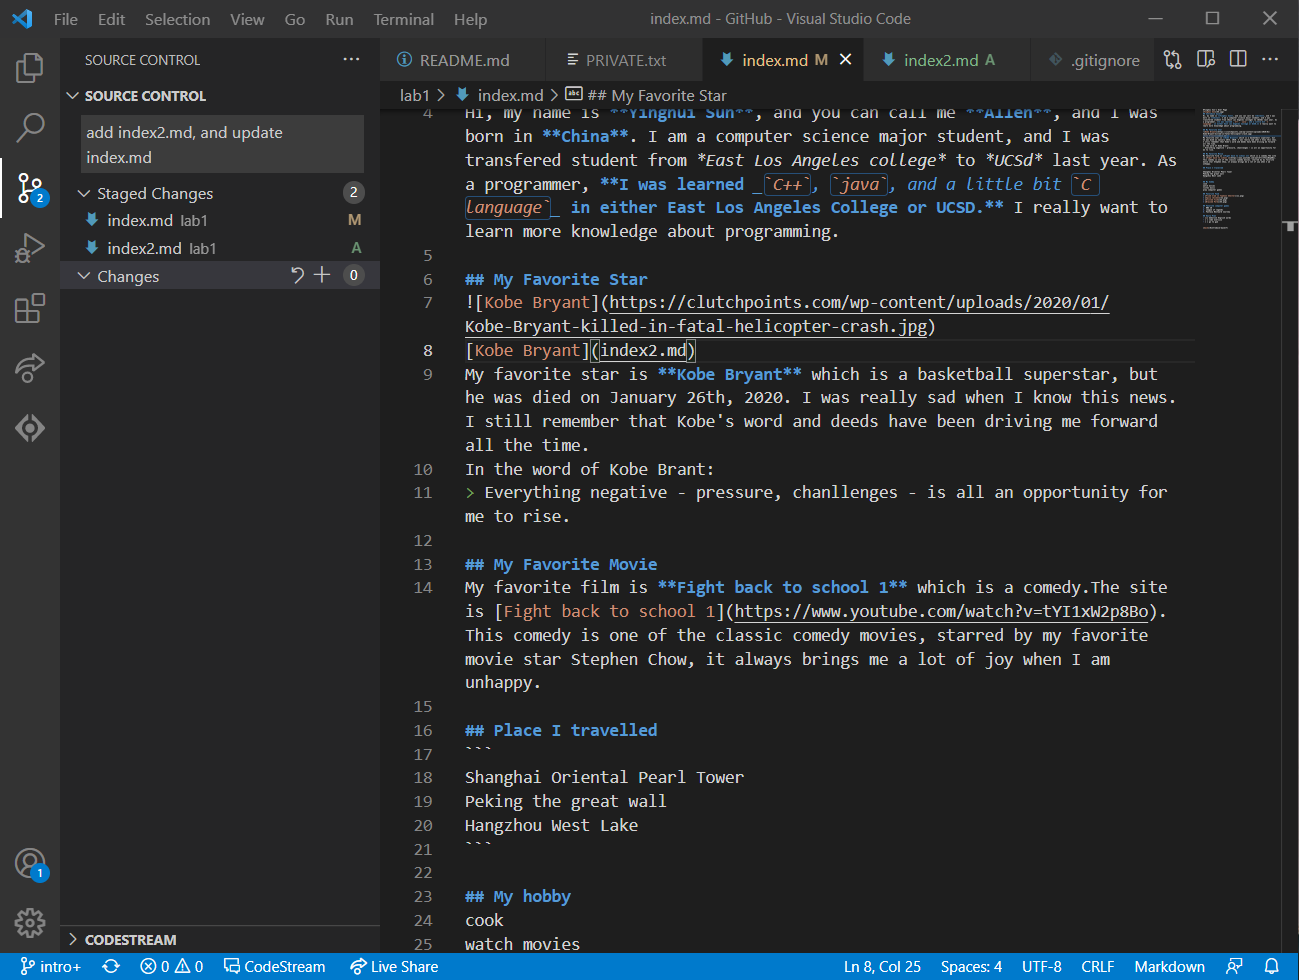 File Edit Selection View Go Run Terminal Help index.md - GitHub - Visual Studio Code
SOURCE CONTROL
SOURCE CONTROL
add index2.md, and update
index.md
Staged Changes 2
index.md lab1 M
index2.md lab1 A
Changes 0
2
1
CODESTREAM
README.md PRIVATE.txt index.md M index2.md A .gitignore
lab1 > index.md > abc ## My Favorite Star
4 Hi, my name is **Yinghui Sun**, and you can call me **Allen**, and I was
born in **China**. I am a computer science major student, and I was
transfered student from *East Los Angeles college* to *UCSd* last year. As
a programmer, **I was learned _`C++`, `java`, and a little bit `C
language`_ in either East Los Angeles College or UCSD.** I really want to
learn more knowledge about programming.
5
6 ## My Favorite Star
7 ![Kobe Bryant](https://clutchpoints.com/wp-content/uploads/2020/01/
Kobe-Bryant-killed-in-fatal-helicopter-crash.jpg)
8 [Kobe Bryant](index2.md)
9 My favorite star is **Kobe Bryant** which is a basketball superstar, but
he was died on January 26th, 2020. I was really sad when I know this news.
I still remember that Kobe's word and deeds have been driving me forward
all the time.
10 In the word of Kobe Brant:
11 > Everything negative - pressure, chanllenges - is all an opportunity for
me to rise.
12
13 ## My Favorite Movie
14 My favorite film is **Fight back to school 1** which is a comedy.The site
is [Fight back to school 1](https://www.youtube.com/watch?v=tYI1xW2p8Bo).
This comedy is one of the classic comedy movies, starred by my favorite
movie star Stephen Chow, it always brings me a lot of joy when I am
unhappy.
15
16 ## Place I travelled
17 ```
18 Shanghai Oriental Pearl Tower
19 Peking the great wall
20 Hangzhou West Lake
21 ```
22
23 ## My hobby
24 cook
25 watch movies
intro+ 0 0 CodeStream Live Share Ln 8, Col 25 Spaces: 4 UTF-8 CRLF Markdown